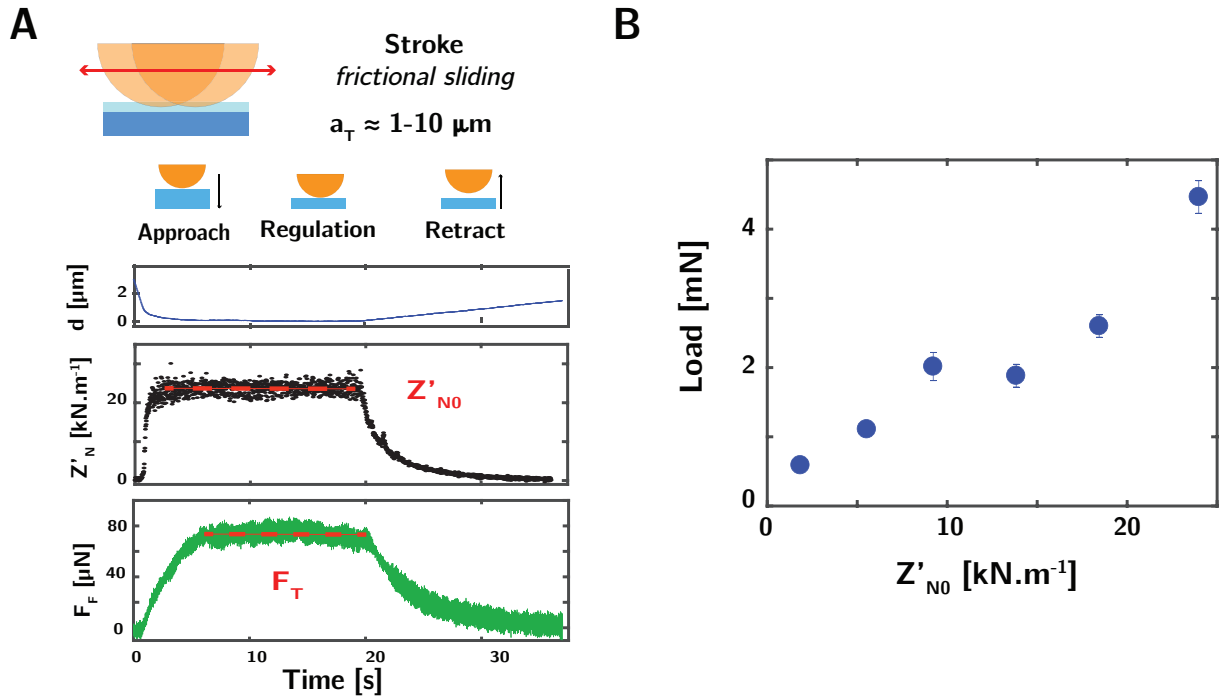 A
Stroke
frictional sliding
a_T ≈ 1-10 μm
Approach
Regulation
Retract
d [μm]
2
0
Z'_N [kN.m⁻¹]
20
0
Z'_N0
F_F [μN]
80
40
0
F_T
0
10
20
30
Time [s]
B
Load [mN]
4
2
0
0
10
20
Z'_N0 [kN.m⁻¹]